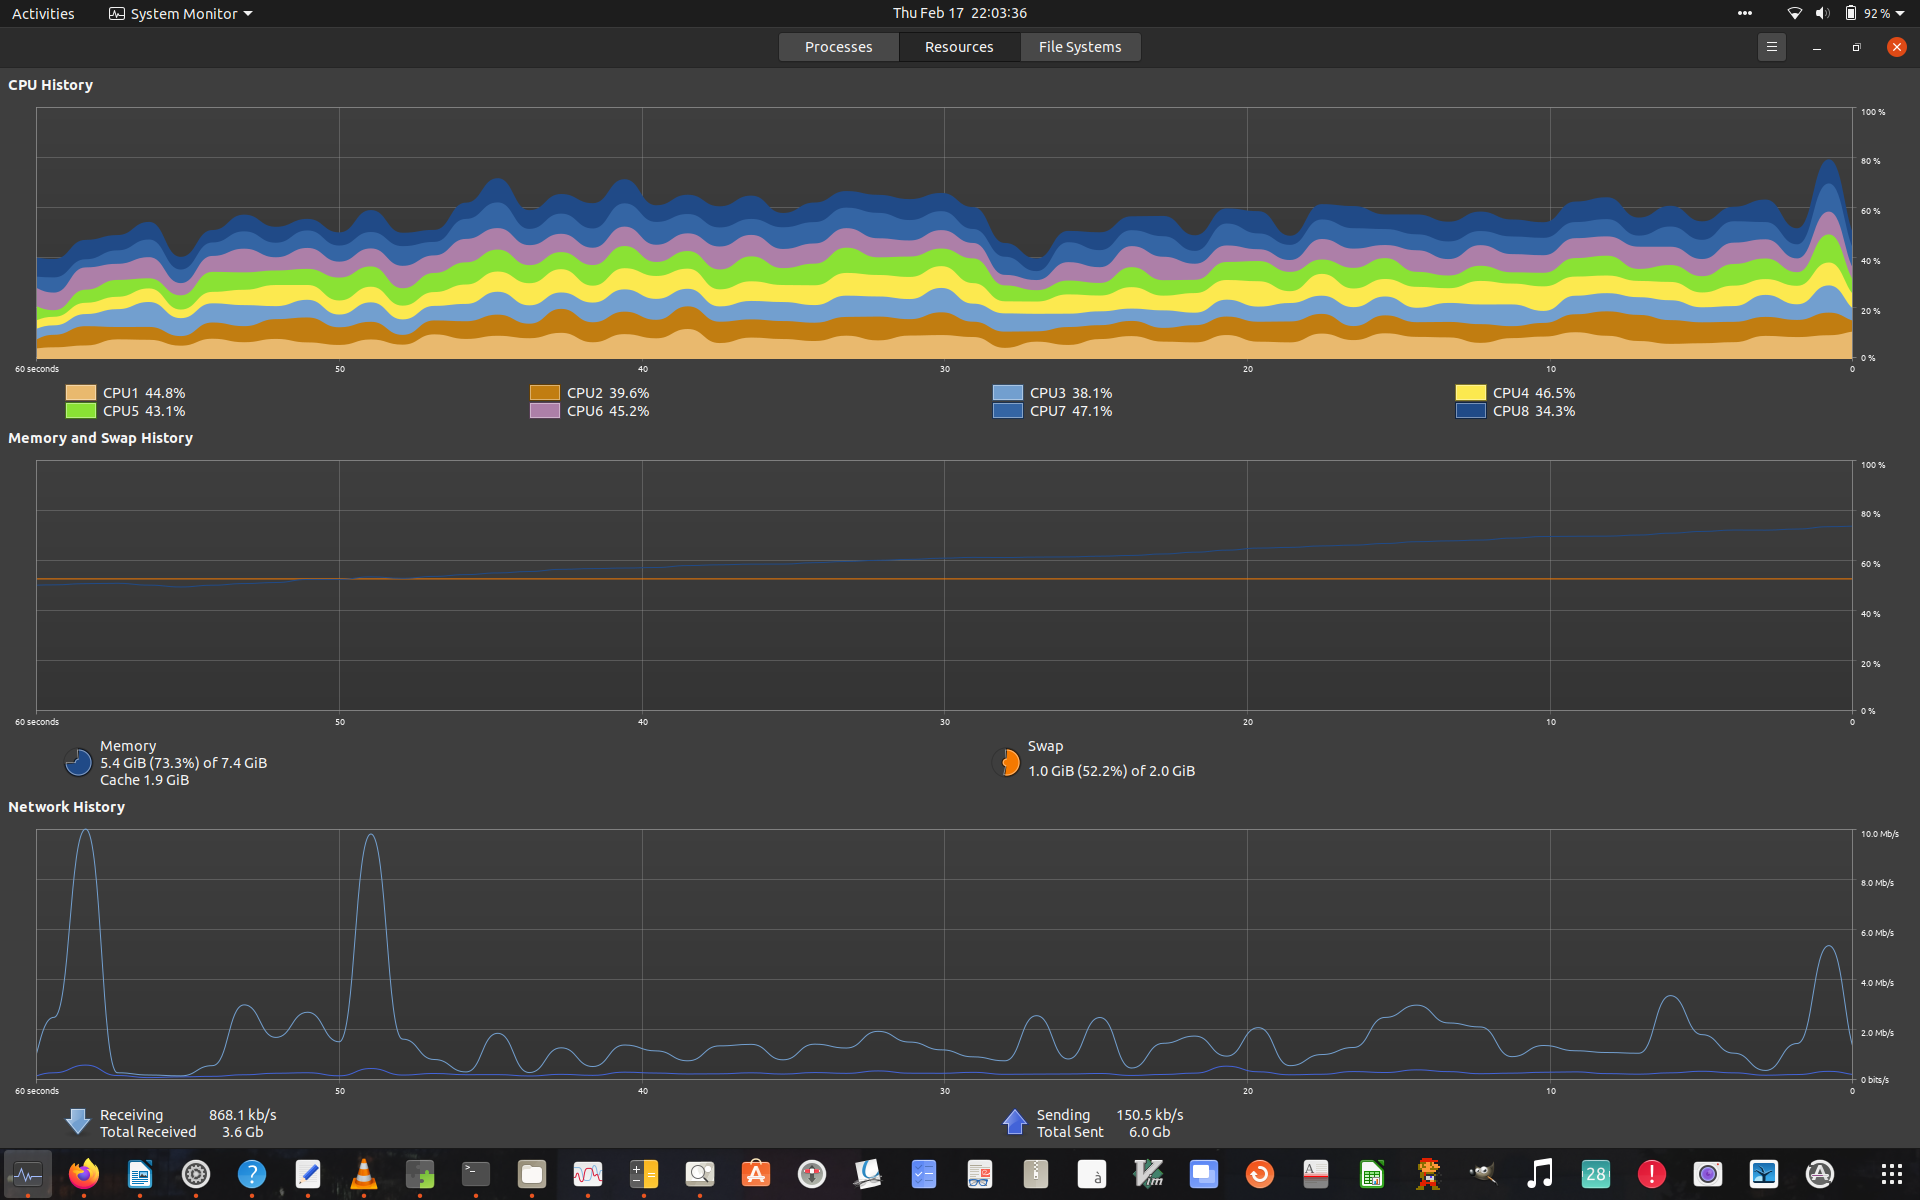 Activities System Monitor Thu Feb 17 22:03:36 92 %
Processes Resources File Systems
CPU History
100 %
80 %
60 %
40 %
20 %
0 %
60 seconds 50 40 30 20 10 0
CPU1 44.8% CPU2 39.6% CPU3 38.1% CPU4 46.5%
CPU5 43.1% CPU6 45.2% CPU7 47.1% CPU8 34.3%
Memory and Swap History
100 %
80 %
60 %
40 %
20 %
0 %
60 seconds 50 40 30 20 10 0
Memory
5.4 GiB (73.3%) of 7.4 GiB
Cache 1.9 GiB
Swap
1.0 GiB (52.2%) of 2.0 GiB
Network History
10.0 Mb/s
8.0 Mb/s
6.0 Mb/s
4.0 Mb/s
2.0 Mb/s
0 bits/s
60 seconds 50 40 30 20 10 0
Receiving 868.1 kb/s Sending 150.5 kb/s
Total Received 3.6 Gb Total Sent 6.0 Gb
? >_ à Vim A 28 !